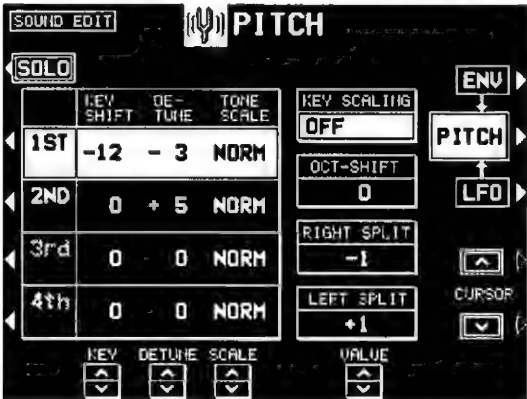 SOUND EDIT
PITCH
SOLO
ENV
PITCH
LFO
KEY SHIFT DE-TUNE TONE SCALE
1ST -12 - 3 NORM
2ND 0 + 5 NORM
3rd 0 0 NORM
4th 0 0 NORM
KEY SCALING
OFF
OCT-SHIFT
0
RIGHT SPLIT
-1
LEFT SPLIT
+1
CURSOR
KEY DETUNE SCALE VALUE